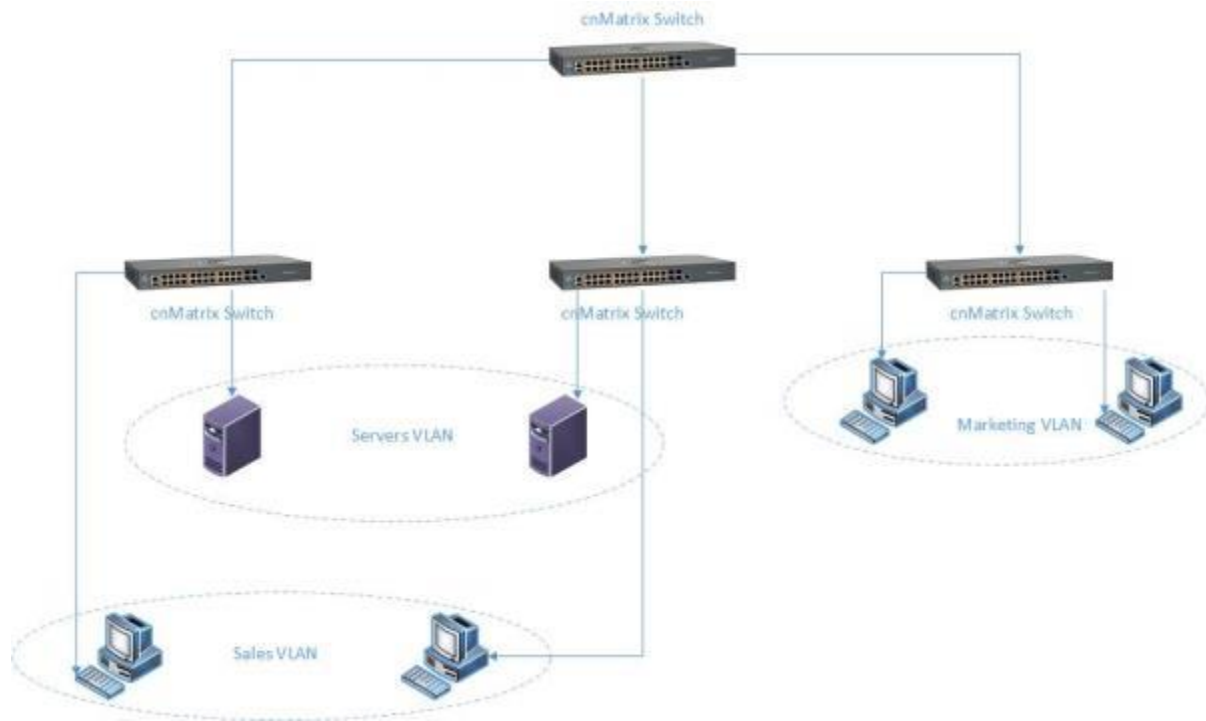 cnMatrix Switch
cnMatrix Switch
cnMatrix Switch
cnMatrix Switch
Servers VLAN
Marketing VLAN
Sales VLAN